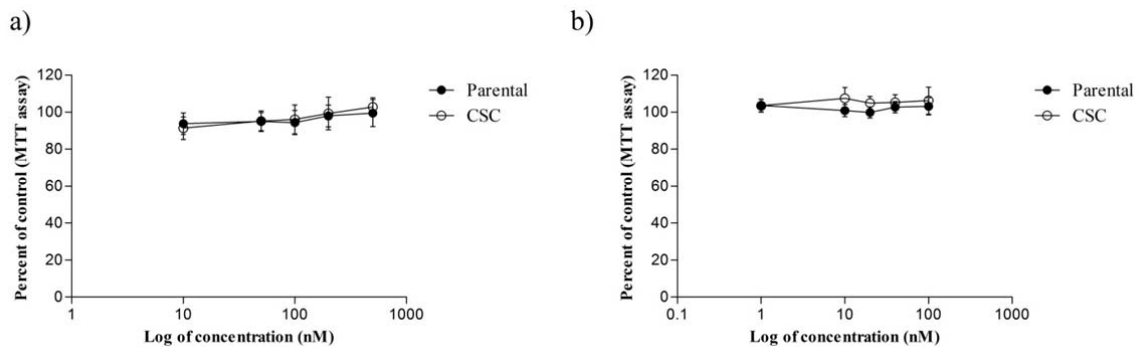 a)
120
100
80
60
40
20
0
Percent of control (MTT assay)
1
10
100
1000
Log of concentration (nM)
Parental
CSC
b)
120
100
80
60
40
20
0
Percent of control (MTT assay)
0.1
1
10
100
1000
Log of concentration (nM)
Parental
CSC